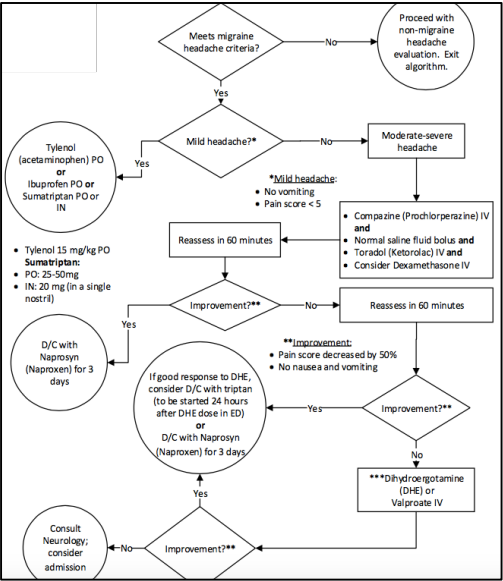 Meets migraine
headache criteria?
No
Proceed with
non-migraine
headache
evaluation. Exit
algorithm.
Yes
Mild headache?*
No
Moderate-severe
headache
Yes
Tylenol
(acetaminophen) PO
or
Ibuprofen PO or
Sumatriptan PO or
IN
*Mild headache:
• No vomiting
• Pain score < 5
• Compazine (Prochlorperazine) IV
and
• Normal saline fluid bolus and
• Toradol (Ketorolac) IV and
• Consider Dexamethasone IV
Reassess in 60 minutes
• Tylenol 15 mg/kg PO
Sumatriptan:
• PO: 25-50mg
• IN: 20 mg (in a single
nostril)
Improvement?**
No
Reassess in 60 minutes
Yes
D/C with
Naprosyn
(Naproxen) for 3
days
**Improvement:
• Pain score decreased by 50%
• No nausea and vomiting
If good response to DHE,
consider D/C with triptan
(to be started 24 hours
after DHE dose in ED)
or
D/C with Naprosyn
(Naproxen) for 3 days
Yes
Improvement?**
No
***Dihydroergotamine
(DHE) or
Valproate IV
Yes
Improvement?**
No
Consult
Neurology;
consider
admission